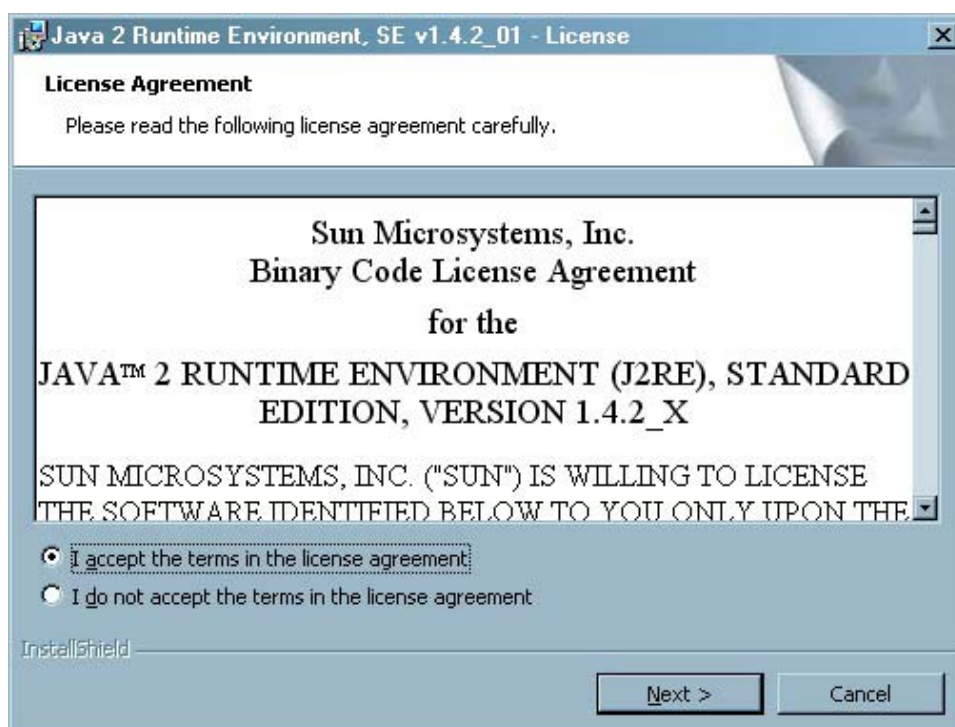 Java 2 Runtime Environment, SE v1.4.2_01 - License
License Agreement
Please read the following license agreement carefully.
Sun Microsystems, Inc.
Binary Code License Agreement
for the
JAVA™ 2 RUNTIME ENVIRONMENT (J2RE), STANDARD
EDITION, VERSION 1.4.2_X
SUN MICROSYSTEMS, INC. ("SUN") IS WILLING TO LICENSE
THE SOFTWARE IDENTIFIED BELOW TO YOU ONLY UPON THE
I accept the terms in the license agreement
I do not accept the terms in the license agreement
InstallShield
Next >
Cancel